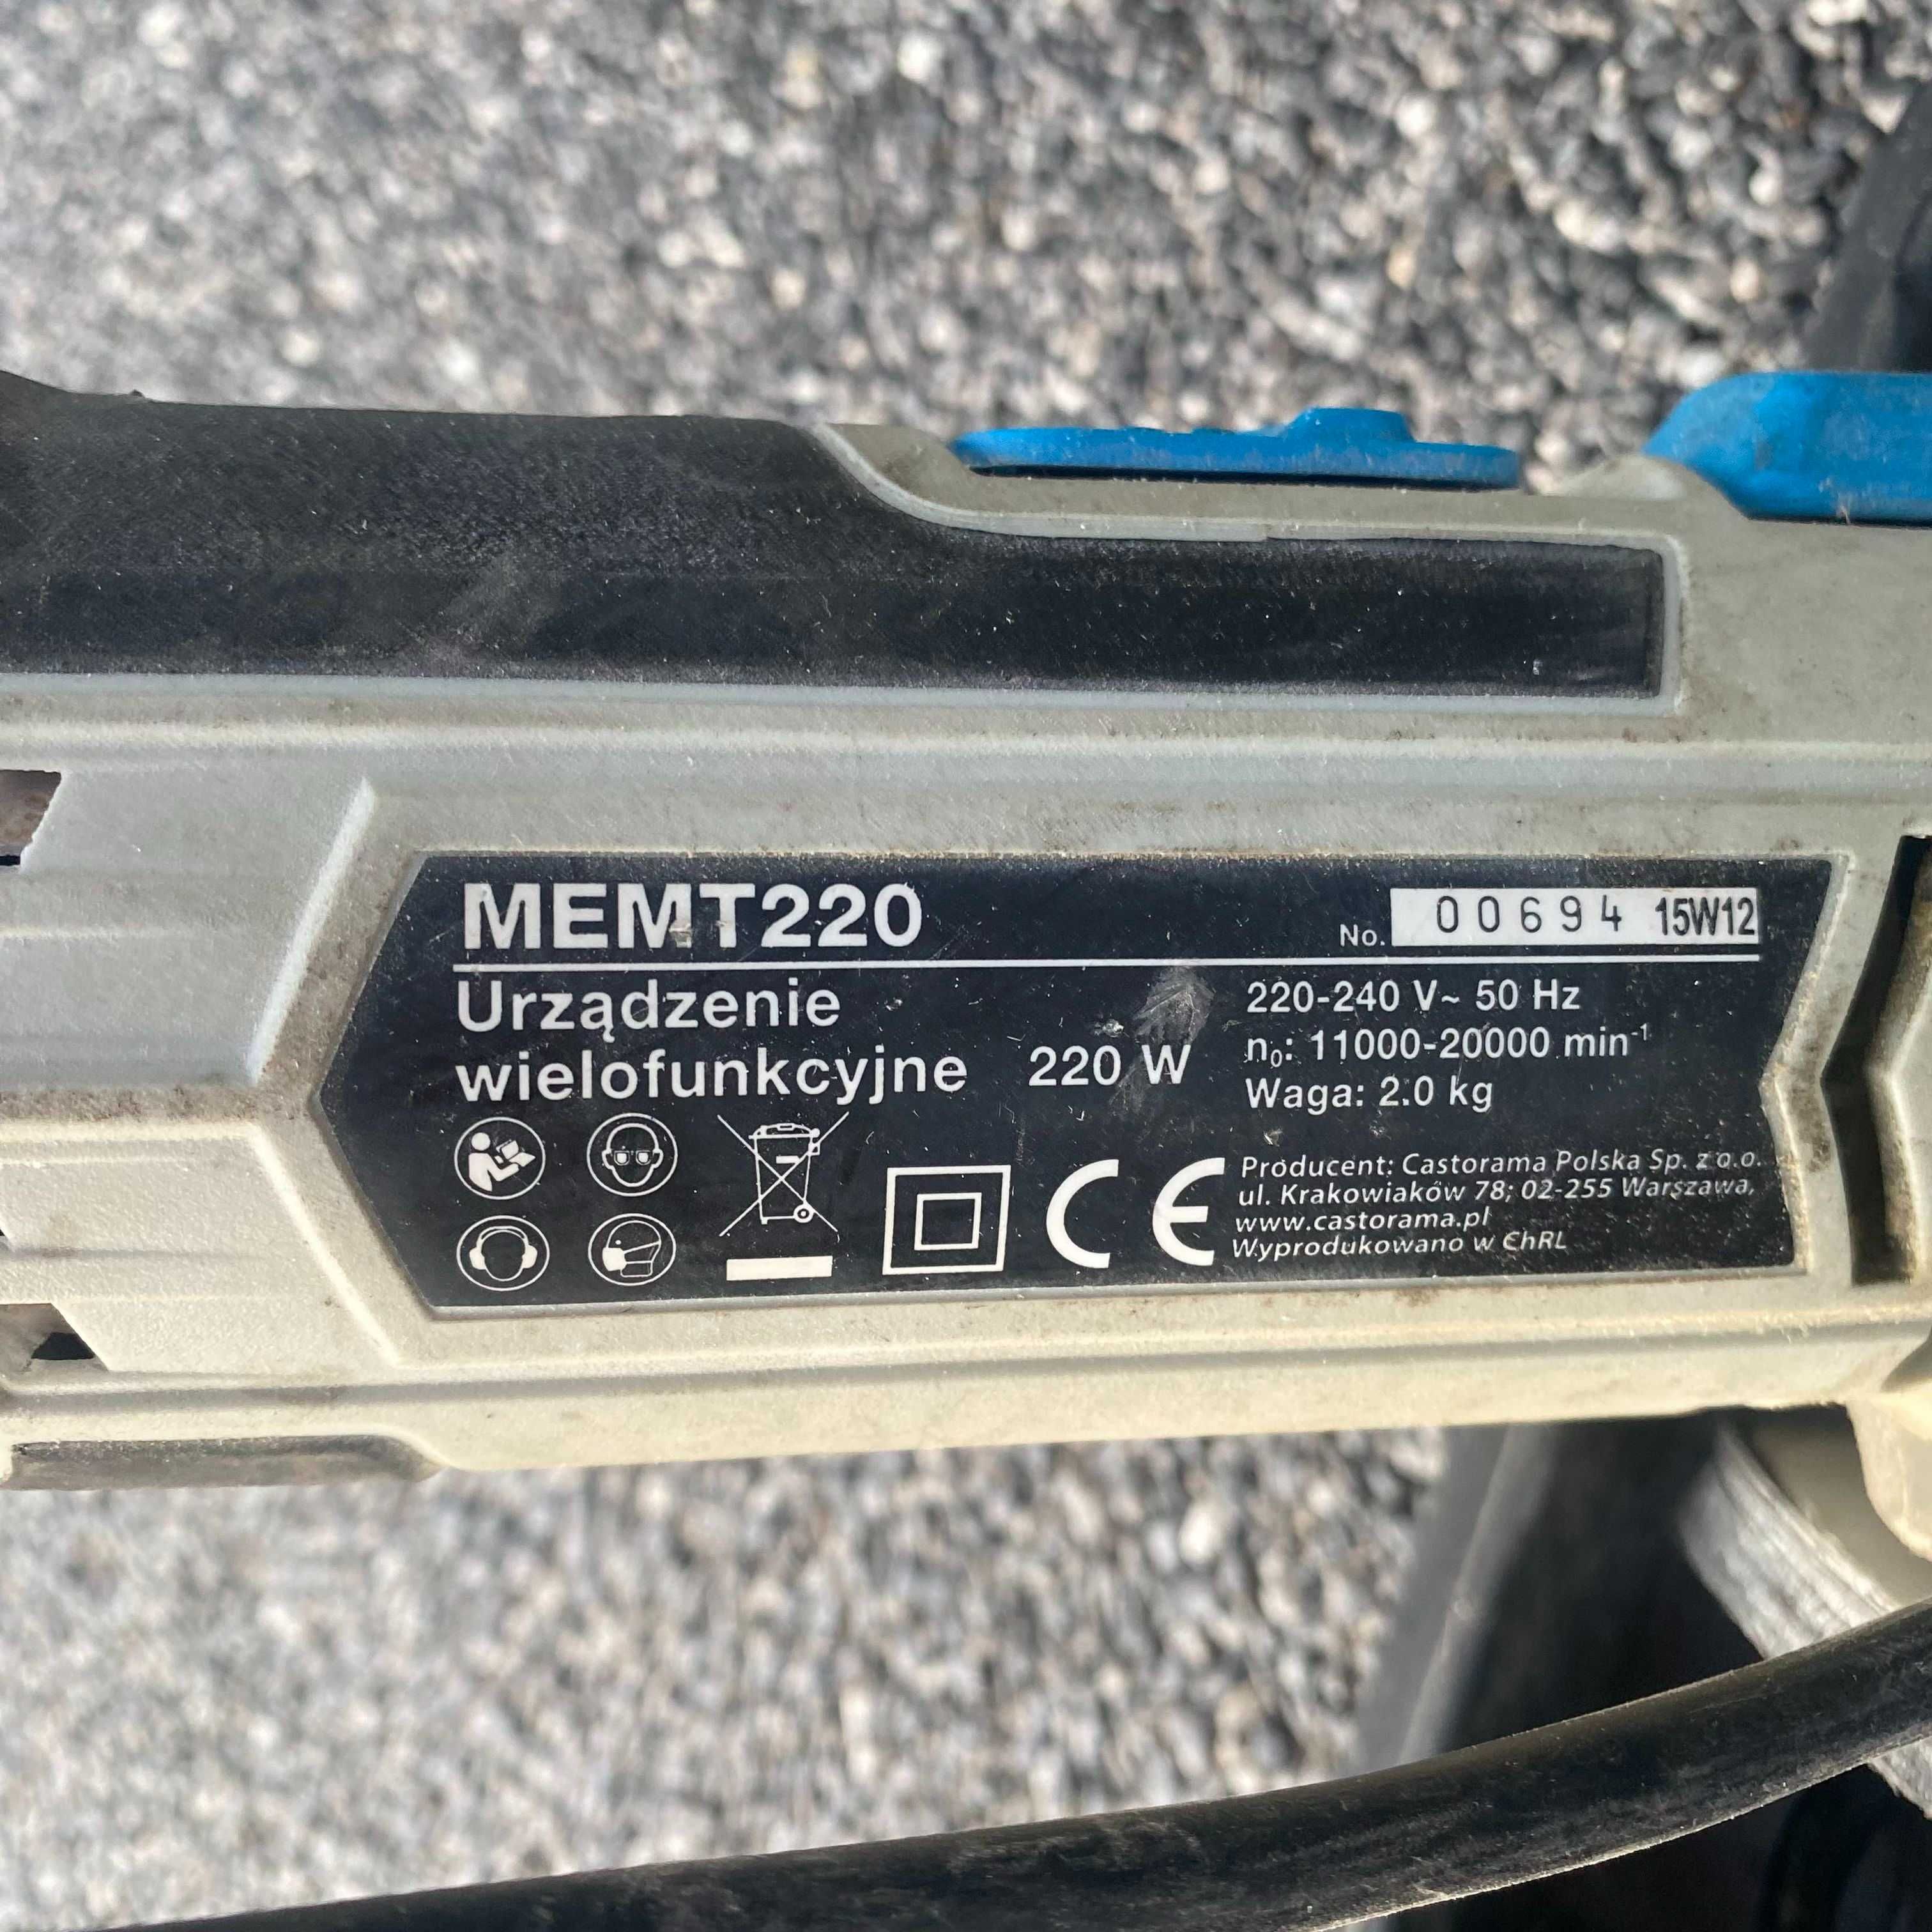 MEMT220
No. 00694 15W12
Urządzenie
wielofunkcyjne
220 W
220-240 V~ 50 Hz
n₀: 11000-20000 min⁻¹
Waga: 2.0 kg
CE
Producent: Castorama Polska Sp. z o.o.
ul. Krakowiaków 78; 02-255 Warszawa,
www.castorama.pl
Wyprodukowano w ChRL